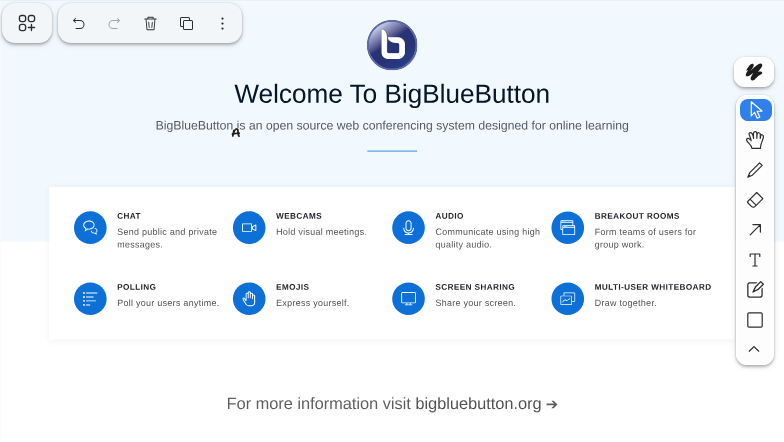 Welcome To BigBlueButton
BigBlueButton is an open source web conferencing system designed for online learning
A
CHAT
Send public and private
messages.
WEBCAMS
Hold visual meetings.
AUDIO
Communicate using high
quality audio.
BREAKOUT ROOMS
Form teams of users for
group work.
POLLING
Poll your users anytime.
EMOJIS
Express yourself.
SCREEN SHARING
Share your screen.
MULTI-USER WHITEBOARD
Draw together.
For more information visit bigbluebutton.org →